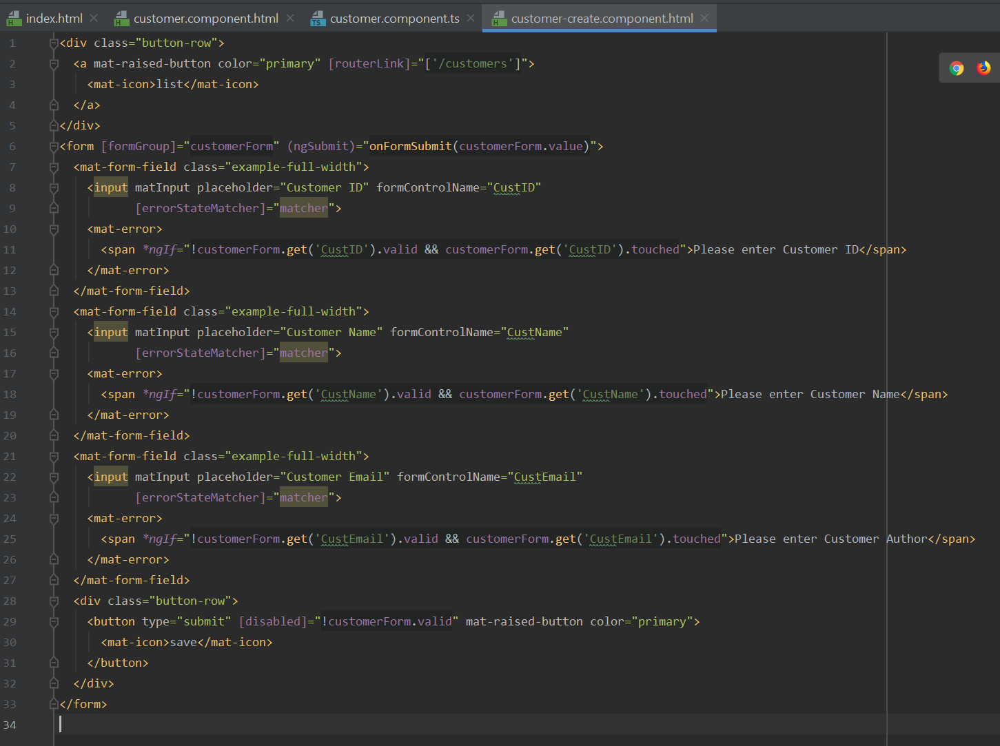 index.html customer.component.html customer.component.ts customer-create.component.html
1 <div class="button-row">
2 <a mat-raised-button color="primary" [routerLink]="['/customers']">
3 <mat-icon>list</mat-icon>
4 </a>
5 </div>
6 <form [formGroup]="customerForm" (ngSubmit)="onFormSubmit(customerForm.value)">
7 <mat-form-field class="example-full-width">
8 <input matInput placeholder="Customer ID" formControlName="CustID"
9 [errorStateMatcher]="matcher">
10 <mat-error>
11 <span *ngIf="!customerForm.get('CustID').valid && customerForm.get('CustID').touched">Please enter Customer ID</span>
12 </mat-error>
13 </mat-form-field>
14 <mat-form-field class="example-full-width">
15 <input matInput placeholder="Customer Name" formControlName="CustName"
16 [errorStateMatcher]="matcher">
17 <mat-error>
18 <span *ngIf="!customerForm.get('CustName').valid && customerForm.get('CustName').touched">Please enter Customer Name</span>
19 </mat-error>
20 </mat-form-field>
21 <mat-form-field class="example-full-width">
22 <input matInput placeholder="Customer Email" formControlName="CustEmail"
23 [errorStateMatcher]="matcher">
24 <mat-error>
25 <span *ngIf="!customerForm.get('CustEmail').valid && customerForm.get('CustEmail').touched">Please enter Customer Author</span>
26 </mat-error>
27 </mat-form-field>
28 <div class="button-row">
29 <button type="submit" [disabled]="!customerForm.valid" mat-raised-button color="primary">
30 <mat-icon>save</mat-icon>
31 </button>
32 </div>
33 </form>
34